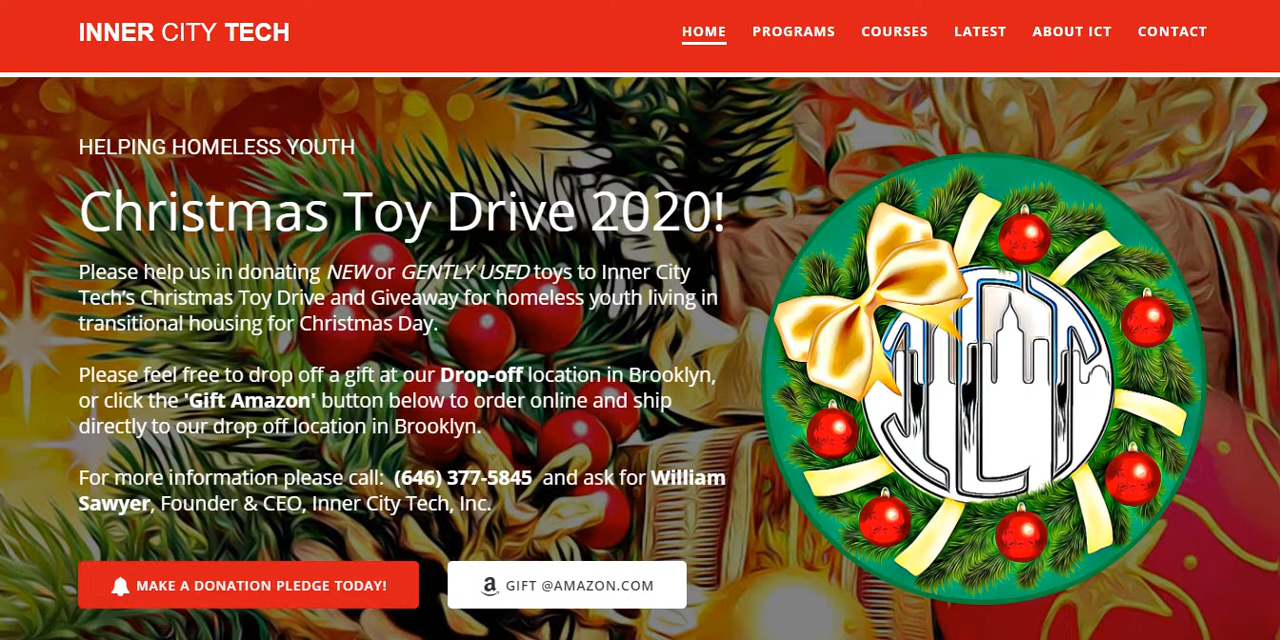 INNER CITY TECH
HOME PROGRAMS COURSES LATEST ABOUT ICT CONTACT
HELPING HOMELESS YOUTH
Christmas Toy Drive 2020!
Please help us in donating NEW or GENTLY USED toys to Inner City
Tech’s Christmas Toy Drive and Giveaway for homeless youth living in
transitional housing for Christmas Day.
Please feel free to drop off a gift at our Drop-off location in Brooklyn,
or click the 'Gift Amazon' button below to order online and ship
directly to our drop off location in Brooklyn.
For more information please call: (646) 377-5845 and ask for William
Sawyer, Founder & CEO, Inner City Tech, Inc.
MAKE A DONATION PLEDGE TODAY!
GIFT @AMAZON.COM